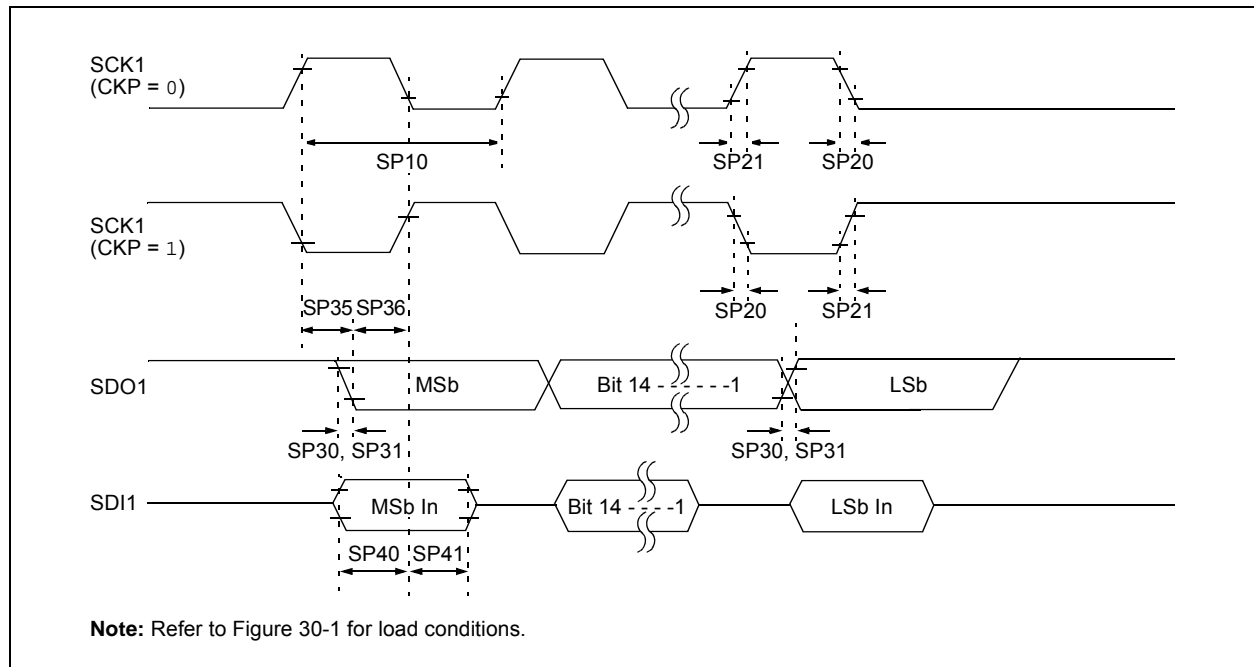 SCK1
(CKP = 0)
SP10
SP21
SP20
SCK1
(CKP = 1)
SP35
SP36
SP20
SP21
SDO1
MSb
Bit 14 - - - - - -1
LSb
SP30, SP31
SP30, SP31
SDI1
MSb In
Bit 14 - - - -1
LSb In
SP40
SP41
Note: Refer to Figure 30-1 for load conditions.